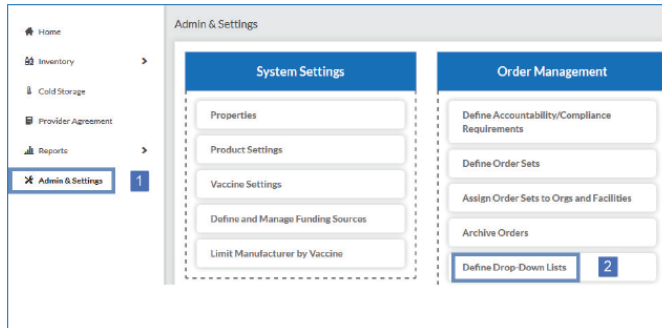 Admin & Settings
Home
Inventory
Cold Storage
Provider Agreement
Reports
Admin & Settings
1
System Settings
Properties
Product Settings
Vaccine Settings
Define and Manage Funding Sources
Limit Manufacturer by Vaccine
Order Management
Define Accountability/Compliance
Requirements
Define Order Sets
Assign Order Sets to Orgs and Facilities
Archive Orders
Define Drop-Down Lists
2